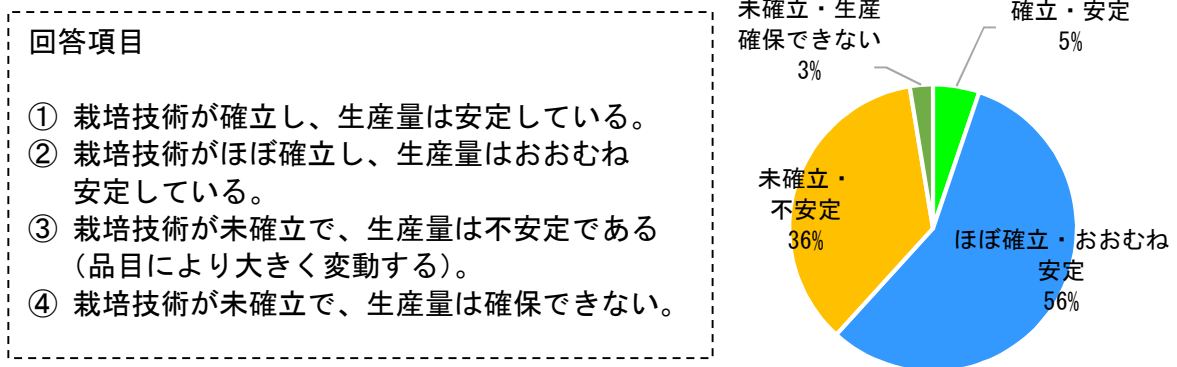 回答項目
① 栽培技術が確立し、生産量は安定している。
② 栽培技術がほぼ確立し、生産量はおおむね
安定している。
③ 栽培技術が未確立で、生産量は不安定である
(品目により大きく変動する)。
④ 栽培技術が未確立で、生産量は確保できない。
未確立・生産
確保できない
3%
確立・安定
5%
未確立・
不安定
36%
ほぼ確立・おおむね
安定
56%